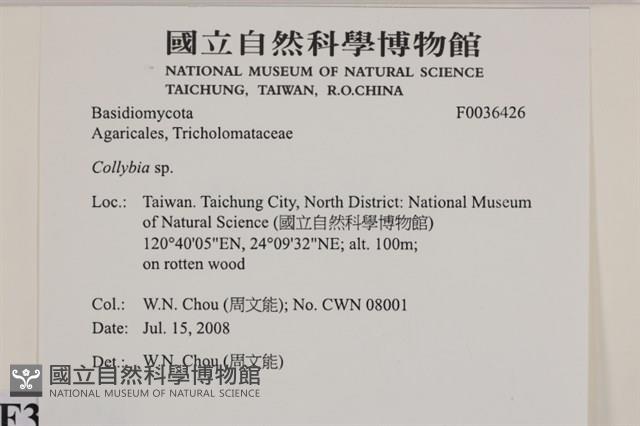 國立自然科學博物館
NATIONAL MUSEUM OF NATURAL SCIENCE
TAICHUNG, TAIWAN, R.O.CHINA
Basidiomycota F0036426
Agaricales, Tricholomataceae
Collybia sp.
Loc.: Taiwan. Taichung City, North District: National Museum
of Natural Science (國立自然科學博物館)
120°40'05"EN, 24°09'32"NE; alt. 100m;
on rotten wood
Col.: W.N. Chou (周文能); No. CWN 08001
Date: Jul. 15, 2008
Det.: W.N. Chou (周文能)
國立自然科學博物館
NATIONAL MUSEUM OF NATURAL SCIENCE
F3